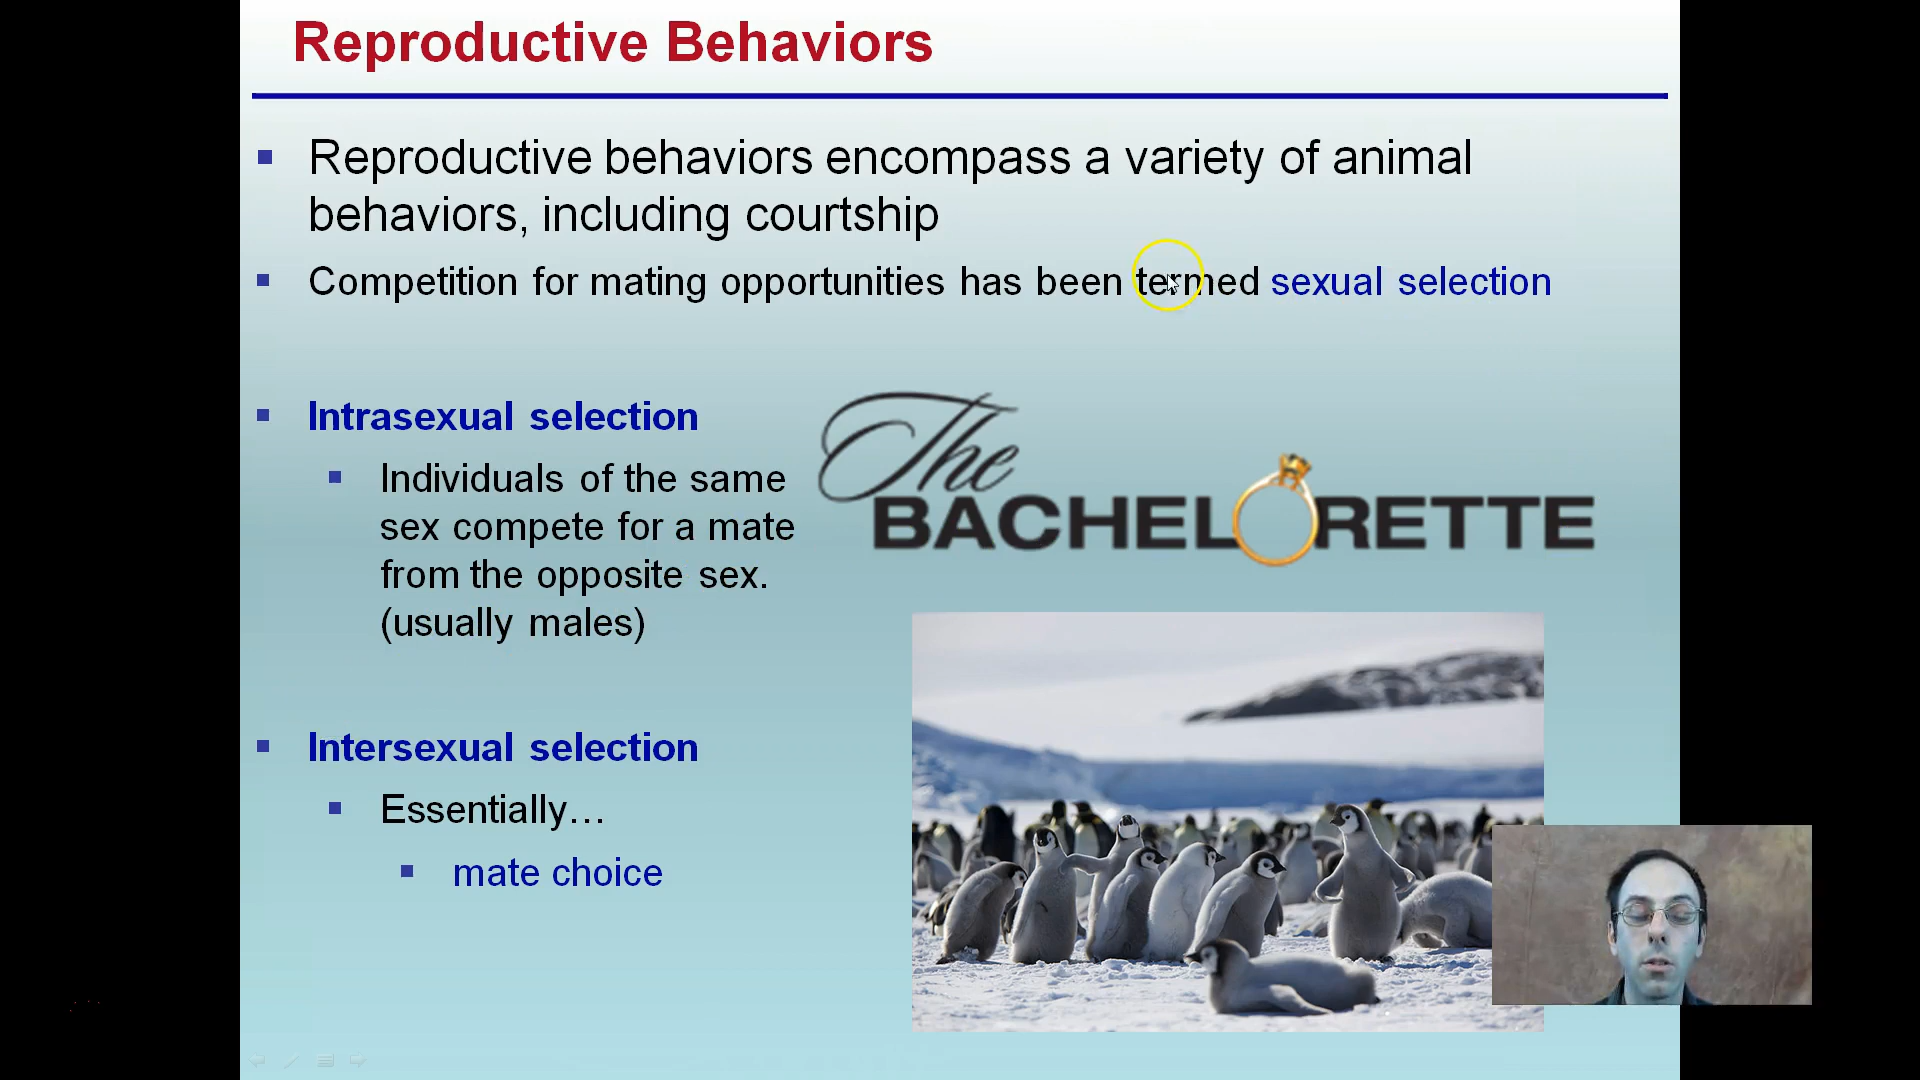 Reproductive Behaviors
Reproductive behaviors encompass a variety of animal
behaviors, including courtship
Competition for mating opportunities has been termed sexual selection
Intrasexual selection
Individuals of the same
sex compete for a mate
from the opposite sex.
(usually males)
The
BACHELORETTE
Intersexual selection
Essentially…
mate choice